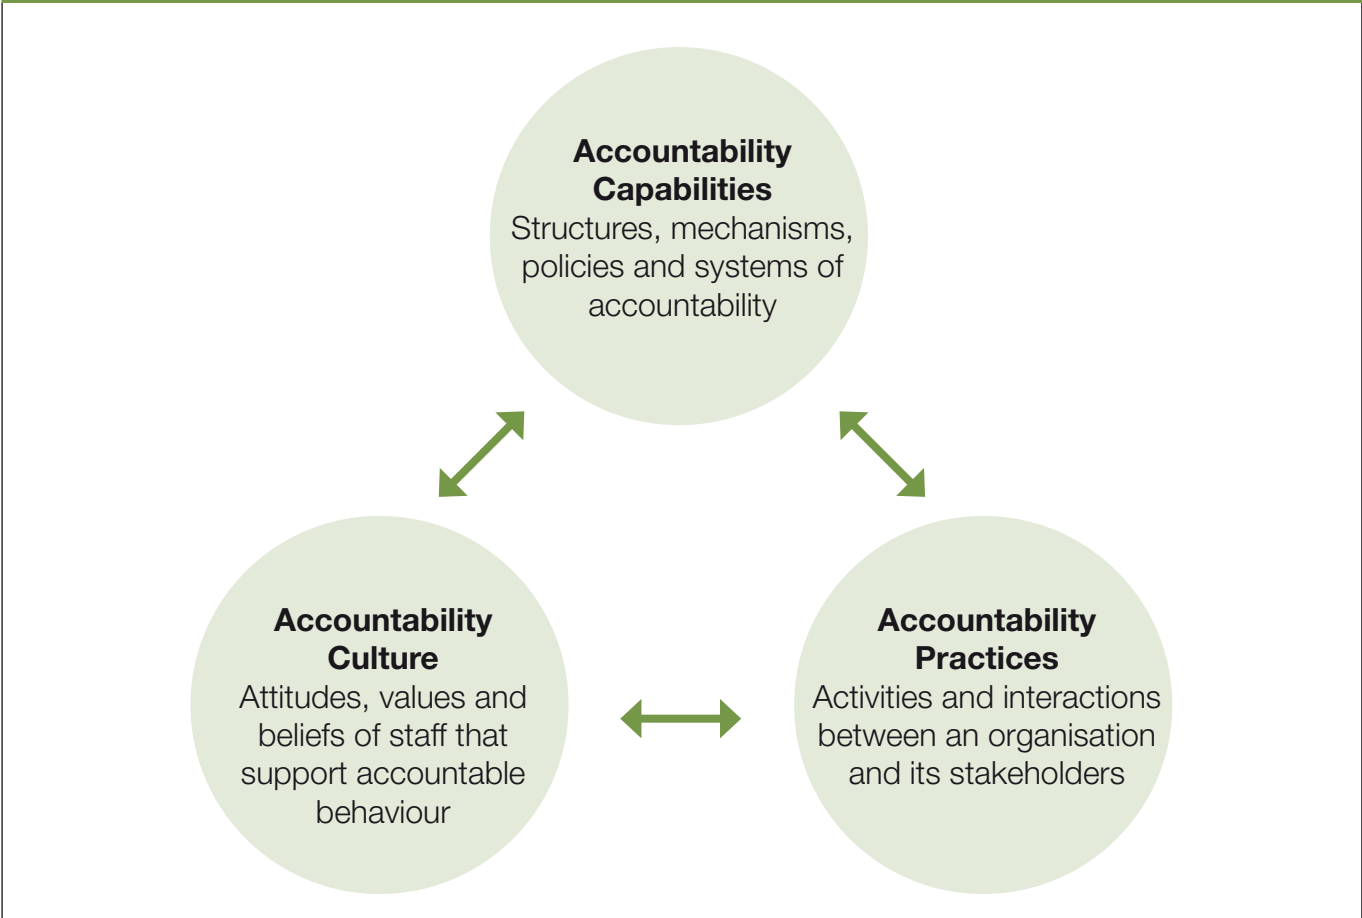 Accountability
Capabilities
Structures, mechanisms,
policies and systems of
accountability
Accountability
Culture
Attitudes, values and
beliefs of staff that
support accountable
behaviour
Accountability
Practices
Activities and interactions
between an organisation
and its stakeholders